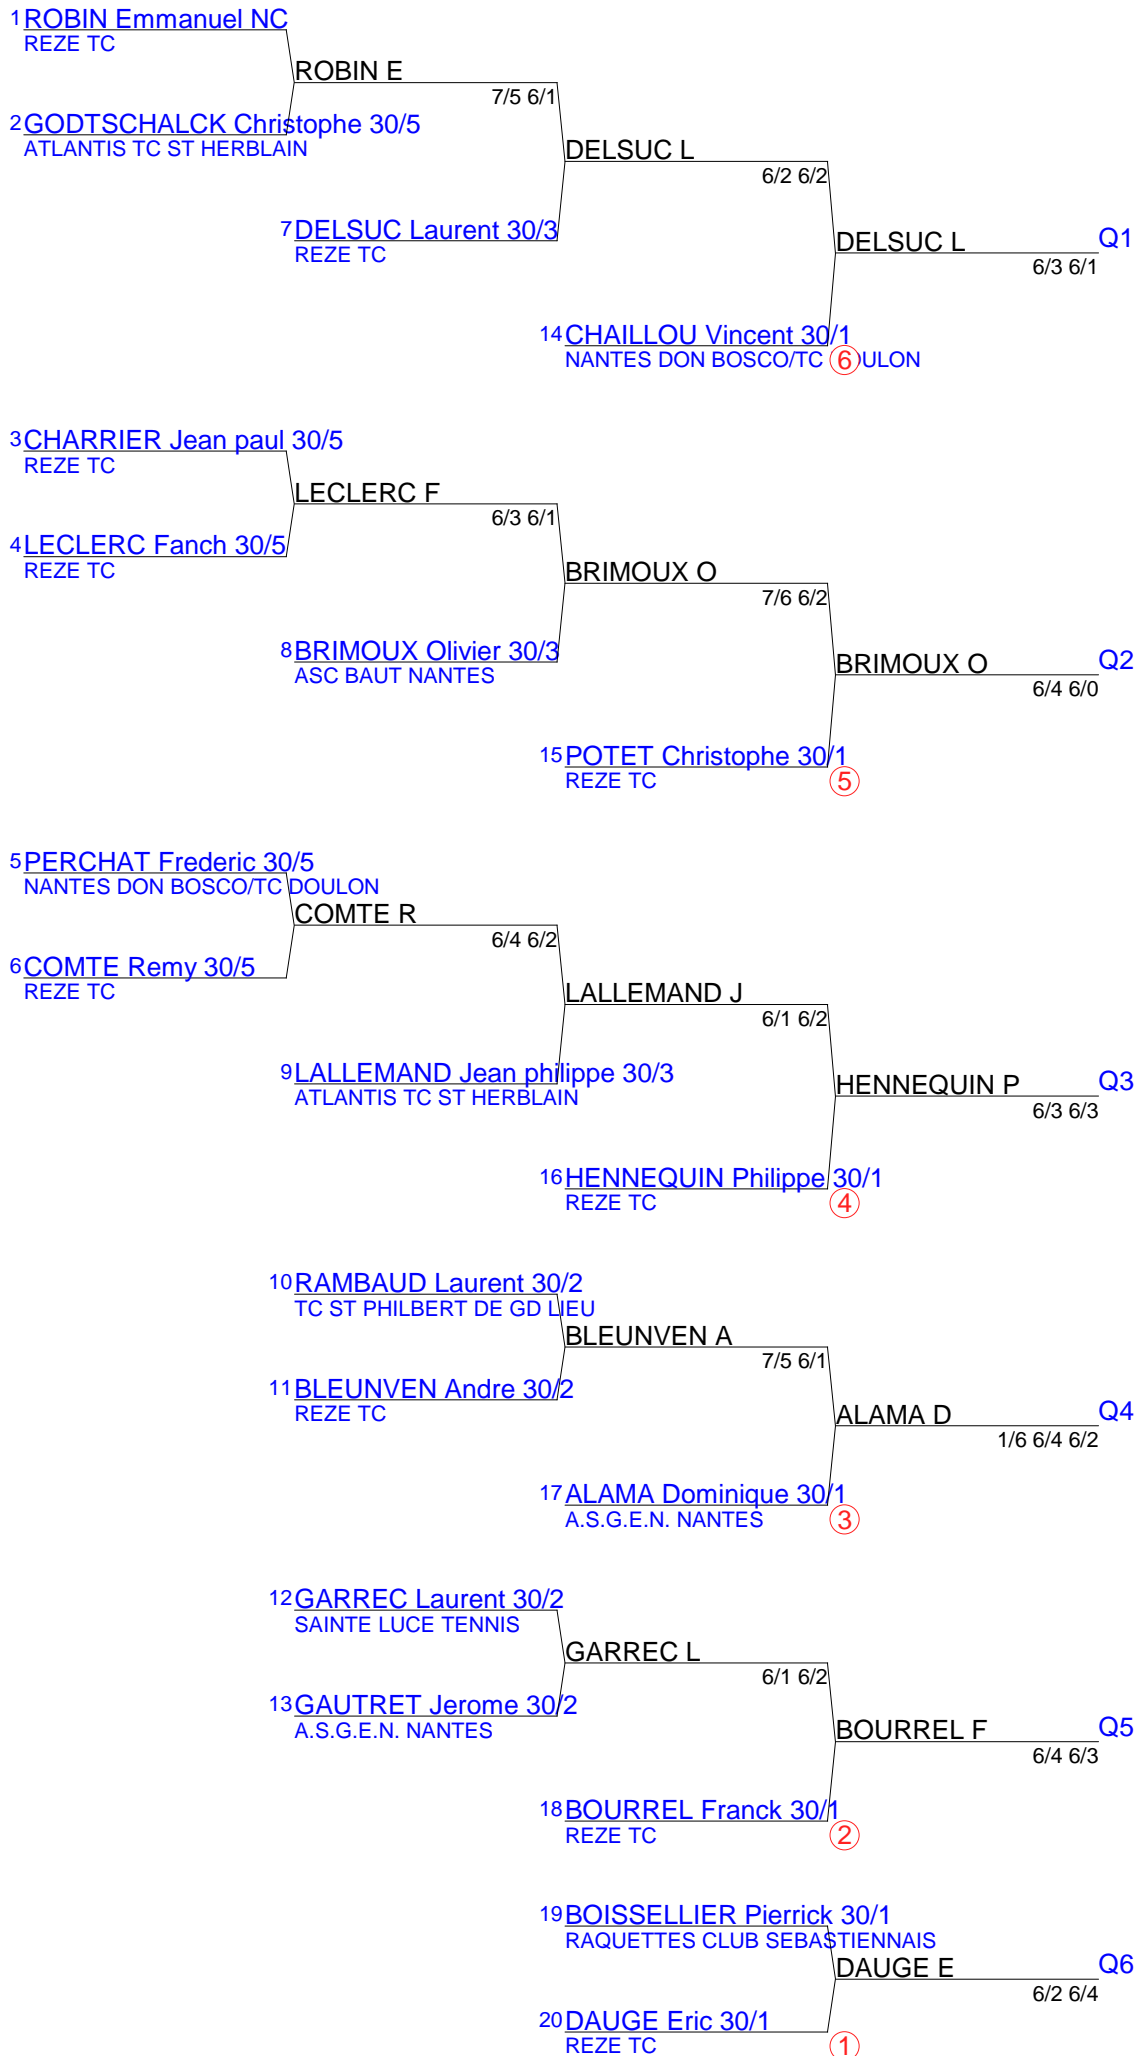 1 ROBIN Emmanuel NC
REZE TC
ROBIN E
7/5 6/1
2 GODTSCHALCK Christophe 30/5
ATLANTIS TC ST HERBLAIN
DELSUC L
6/2 6/2
7 DELSUC Laurent 30/3
REZE TC
DELSUC L
Q1
6/3 6/1
14 CHAILLOU Vincent 30/1
NANTES DON BOSCO/TC ULON
6
3 CHARRIER Jean paul 30/5
REZE TC
LECLERC F
6/3 6/1
4 LECLERC Fanch 30/5
REZE TC
BRIMOUX O
7/6 6/2
8 BRIMOUX Olivier 30/3
ASC BAUT NANTES
BRIMOUX O
Q2
6/4 6/0
15 POTET Christophe 30/1
REZE TC
5
5 PERCHAT Frederic 30/5
NANTES DON BOSCO/TC DOULON
COMTE R
6/4 6/2
6 COMTE Remy 30/5
REZE TC
LALLEMAND J
6/1 6/2
9 LALLEMAND Jean philippe 30/3
ATLANTIS TC ST HERBLAIN
HENNEQUIN P
Q3
6/3 6/3
16 HENNEQUIN Philippe 30/1
REZE TC
4
10 RAMBAUD Laurent 30/2
TC ST PHILBERT DE GD LIEU
BLEUNVEN A
7/5 6/1
11 BLEUNVEN Andre 30/2
REZE TC
ALAMA D
Q4
1/6 6/4 6/2
17 ALAMA Dominique 30/1
A.S.G.E.N. NANTES
3
12 GARREC Laurent 30/2
SAINTE LUCE TENNIS
GARREC L
6/1 6/2
13 GAUTRET Jerome 30/2
A.S.G.E.N. NANTES
BOURREL F
Q5
6/4 6/3
18 BOURREL Franck 30/1
REZE TC
2
19 BOISSELLIER Pierrick 30/1
RAQUETTES CLUB SEBASTIENNAIS
DAUGE E
Q6
6/2 6/4
20 DAUGE Eric 30/1
REZE TC
1